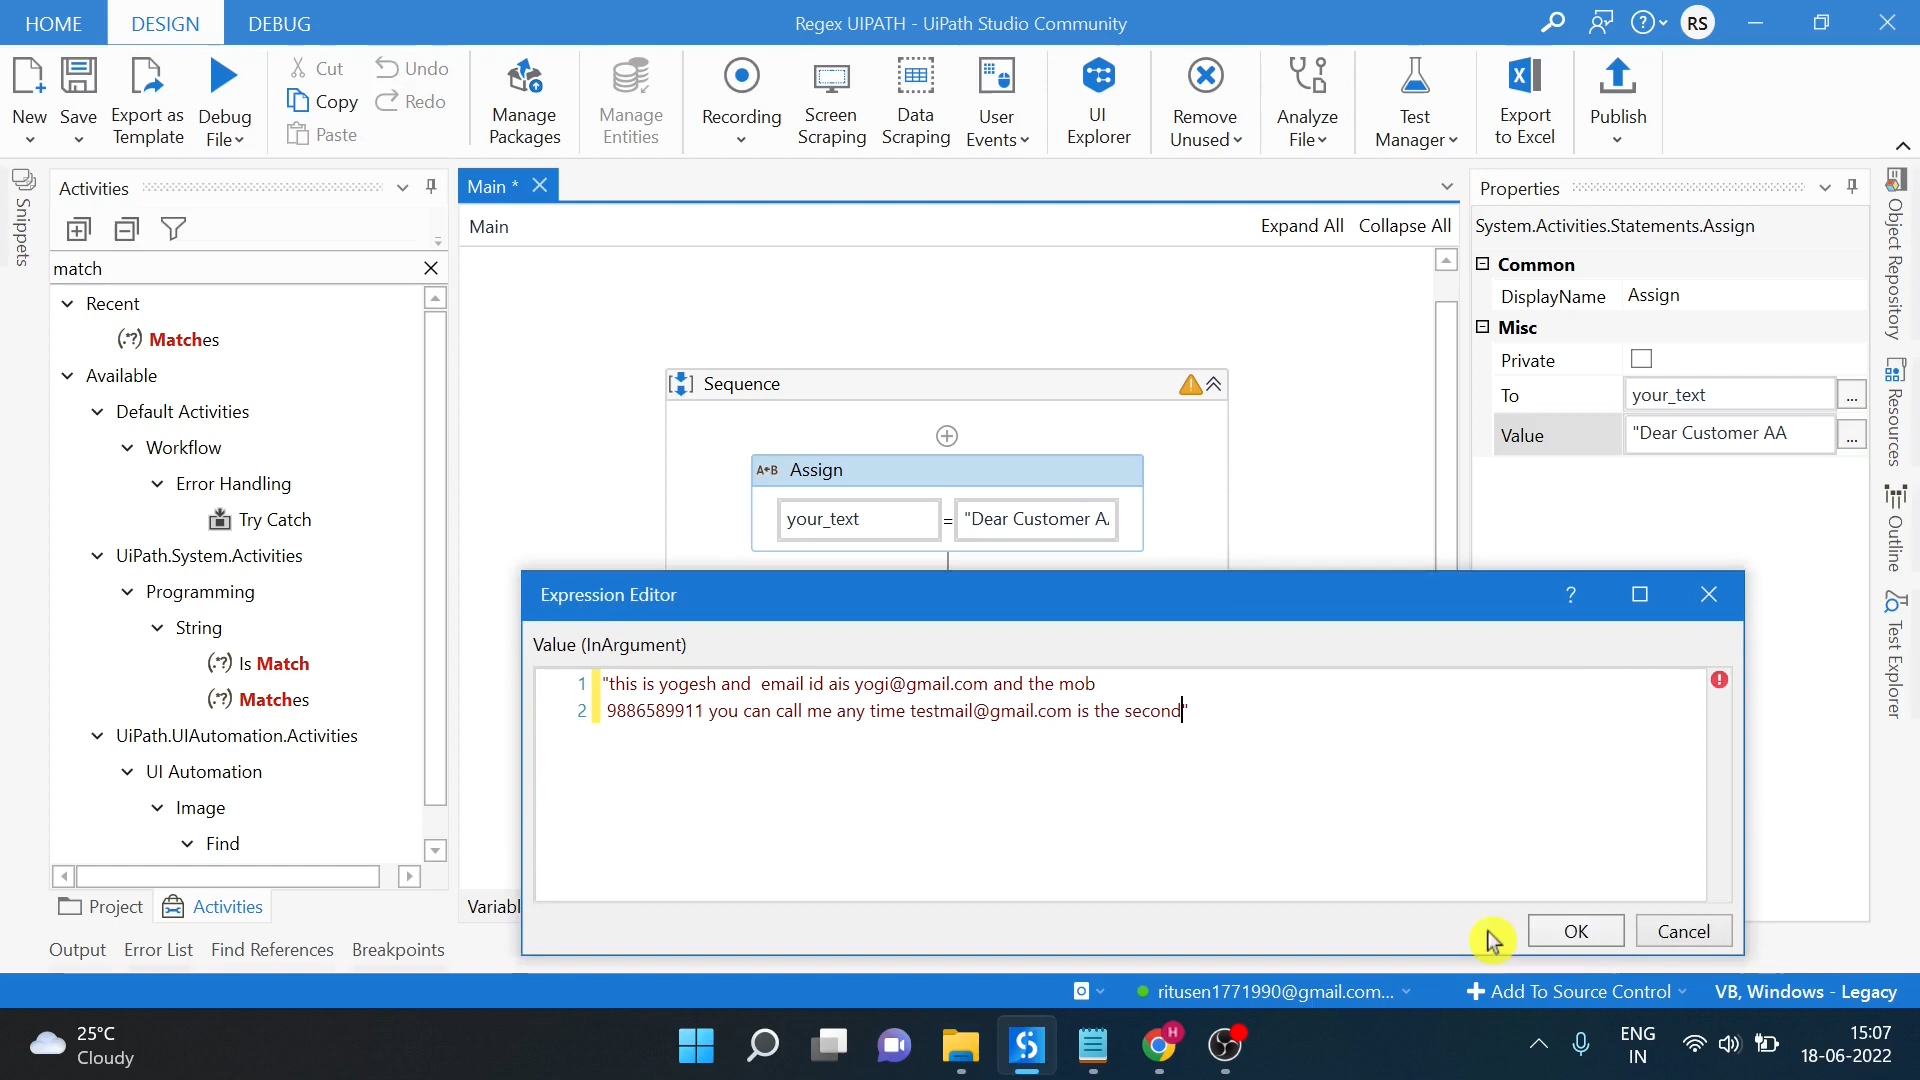 HOME DESIGN DEBUG Regex UIPATH - UiPath Studio Community RS
New Save Export as Template Debug File Cut Copy Paste Undo Redo Manage Packages Manage Entities Recording Screen Scraping Data Scraping User Events UI Explorer Remove Unused Analyze File Test Manager Export to Excel Publish
Snippets
Activities
match
Recent
(.*?) Matches
Available
Default Activities
Workflow
Error Handling
Try Catch
UiPath.System.Activities
Programming
String
(.*?) Is Match
(.*?) Matches
UiPath.UIAutomation.Activities
UI Automation
Image
Find
Project Activities
Output Error List Find References Breakpoints
Main *
Main Expand All Collapse All
Sequence
A+B Assign
your_text = "Dear Customer A
Variabl
Properties
System.Activities.Statements.Assign
Common
DisplayName Assign
Misc
Private
To your_text ...
Value "Dear Customer AA ...
Object Repository
Resources
Outline
Test Explorer
Expression Editor ?
Value (InArgument)
1 "this is yogesh and  email id ais yogi@gmail.com and the mob
2 9886589911 you can call me any time testmail@gmail.com is the second"
OK Cancel
ritusen1771990@gmail.com... Add To Source Control VB, Windows - Legacy
25°C
Cloudy
H
ENG
IN
15:07
18-06-2022